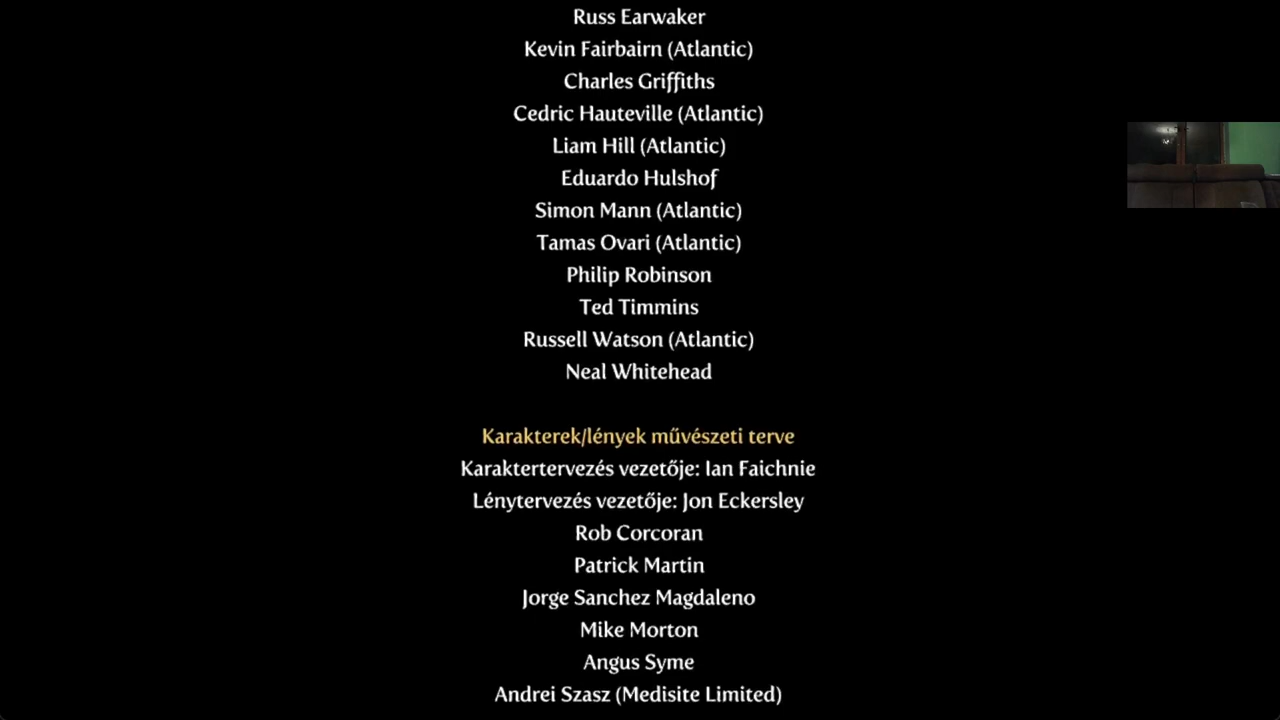 Russ Earwaker
Kevin Fairbairn (Atlantic)
Charles Griffiths
Cedric Hauteville (Atlantic)
Liam Hill (Atlantic)
Eduardo Hulshof
Simon Mann (Atlantic)
Tamas Ovari (Atlantic)
Philip Robinson
Ted Timmins
Russell Watson (Atlantic)
Neal Whitehead
Karakterek/lények művészeti terve
Karaktertervezés vezetője: Ian Faichnie
Lénytervezés vezetője: Jon Eckersley
Rob Corcoran
Patrick Martin
Jorge Sanchez Magdaleno
Mike Morton
Angus Syme
Andrei Szasz (Medisite Limited)